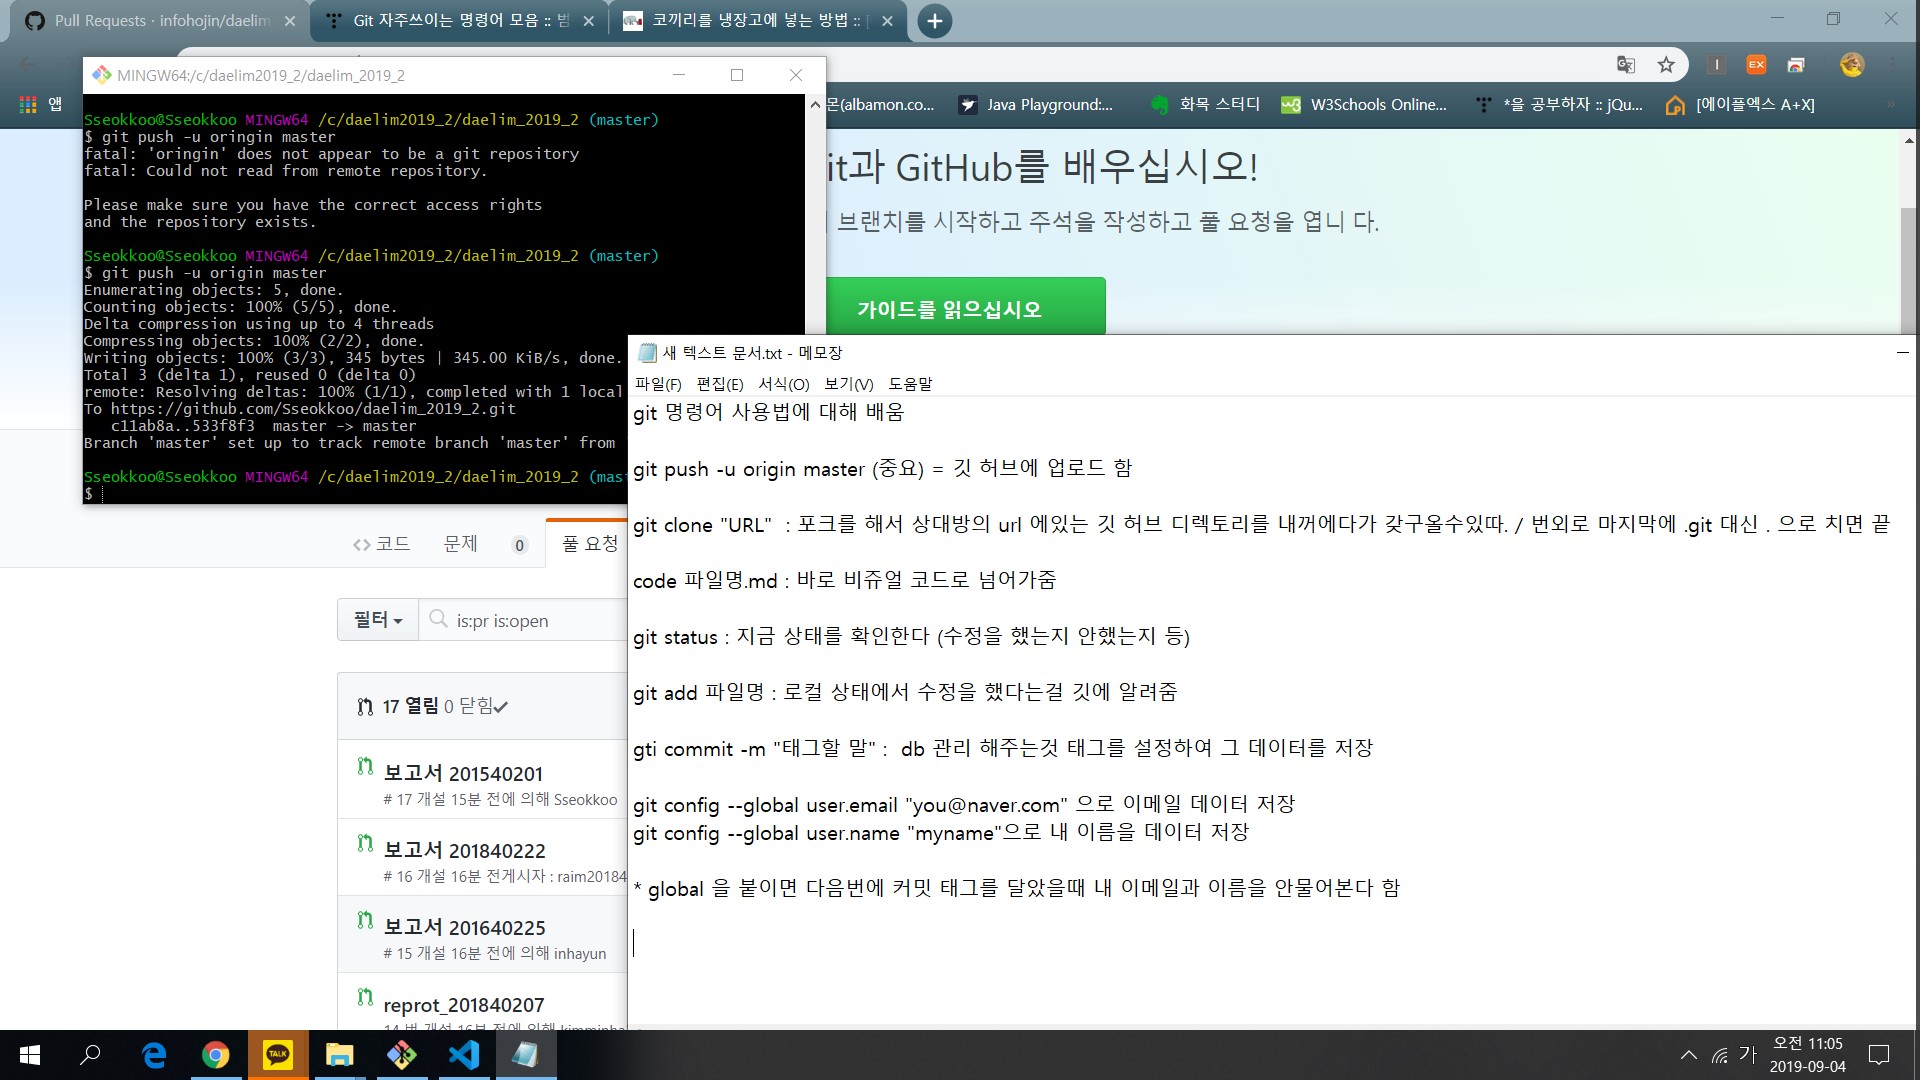 Pull Requests · infohojin/daelim
Git 자주쓰이는 명령어 모음 :: 범
코끼리를 냉장고에 넣는 방법 ::
앱
몬(albamon.co...
Java Playground:...
화목 스터디
W3Schools Online...
*을 공부하자 :: jQu...
[에이플엑스 A+X]
MINGW64:/c/daelim2019_2/daelim_2019_2
Sseokkoo@Sseokkoo MINGW64 /c/daelim2019_2/daelim_2019_2 (master)
$ git push -u oringin master
fatal: 'oringin' does not appear to be a git repository
fatal: Could not read from remote repository.
Please make sure you have the correct access rights
and the repository exists.
Sseokkoo@Sseokkoo MINGW64 /c/daelim2019_2/daelim_2019_2 (master)
$ git push -u origin master
Enumerating objects: 5, done.
Counting objects: 100% (5/5), done.
Delta compression using up to 4 threads
Compressing objects: 100% (2/2), done.
Writing objects: 100% (3/3), 345 bytes | 345.00 KiB/s, done.
Total 3 (delta 1), reused 0 (delta 0)
remote: Resolving deltas: 100% (1/1), completed with 1 local
To https://github.com/Sseokkoo/daelim_2019_2.git
c11ab8a..533f8f3 master -> master
Branch 'master' set up to track remote branch 'master' from
Sseokkoo@Sseokkoo MINGW64 /c/daelim2019_2/daelim_2019_2 (mas
$
it과 GitHub를 배우십시오!
브랜치를 시작하고 주석을 작성하고 풀 요청을 엽니 다.
가이드를 읽으십시오
<> 코드
문제 0
풀 요청
필터
is:pr is:open
17 열림 0 닫힘
보고서 201540201
# 17 개설 15분 전에 의해 Sseokkoo
보고서 201840222
# 16 개설 16분 전게시자 : raim20184
보고서 201640225
# 15 개설 16분 전에 의해 inhayun
reprot_201840207
14 번 개설 16분 전에 의해 kimminha
새 텍스트 문서.txt - 메모장
파일(F) 편집(E) 서식(O) 보기(V) 도움말
git 명령어 사용법에 대해 배움
git push -u origin master (중요) = 깃 허브에 업로드 함
git clone "URL" : 포크를 해서 상대방의 url 에있는 깃 허브 디렉토리를 내꺼에다가 갖구올수있따. / 번외로 마지막에 .git 대신 . 으로 치면 끝
code 파일명.md : 바로 비쥬얼 코드로 넘어가줌
git status : 지금 상태를 확인한다 (수정을 했는지 안했는지 등)
git add 파일명 : 로컬 상태에서 수정을 했다는걸 깃에 알려줌
gti commit -m "태그할 말" : db 관리 해주는것 태그를 설정하여 그 데이터를 저장
git config --global user.email "you@naver.com" 으로 이메일 데이터 저장
git config --global user.name "myname"으로 내 이름을 데이터 저장
* global 을 붙이면 다음번에 커밋 태그를 달았을때 내 이메일과 이름을 안물어본다 함
TALK
가
오전 11:05
2019-09-04